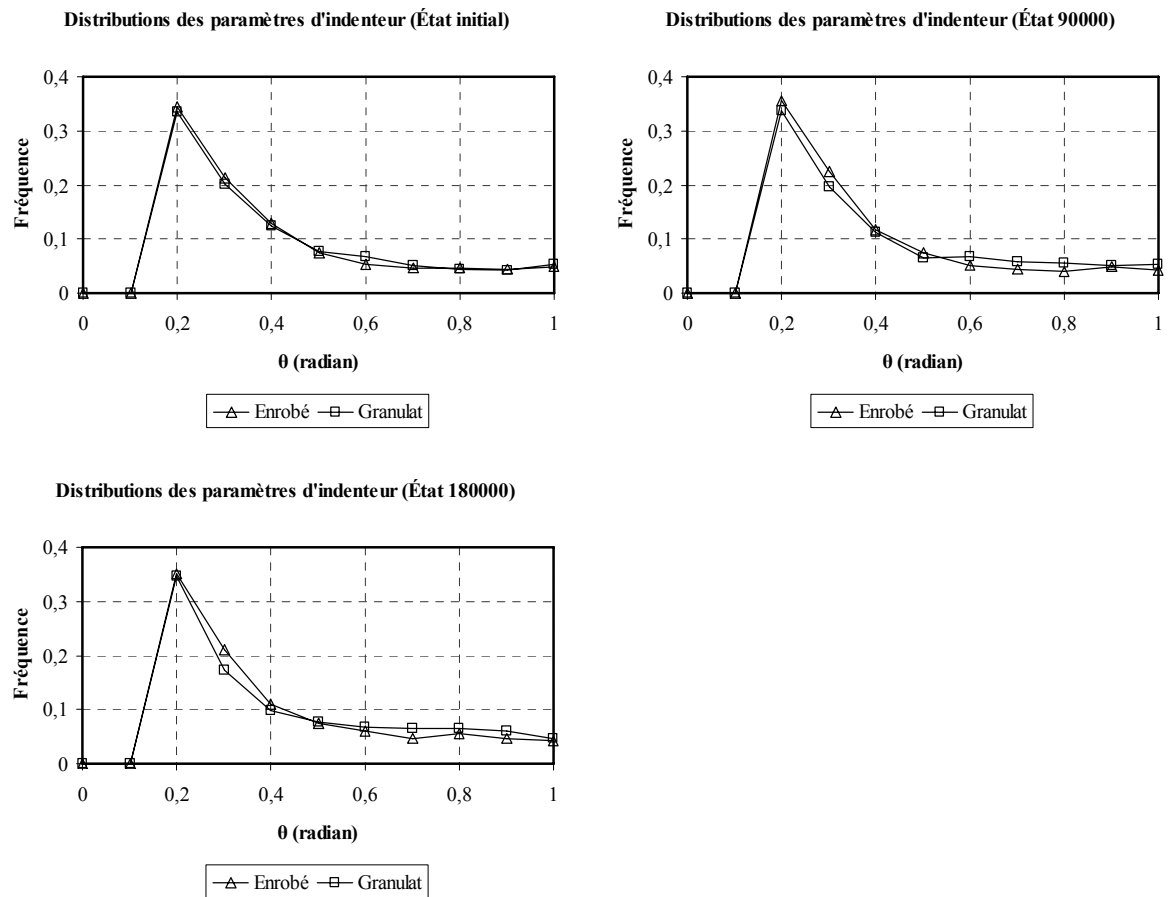 Distributions des paramètres d'indenteur (État initial)
0,4
0,3
0,2
0,1
0
Fréquence
0 0,2 0,4 0,6 0,8 1
θ (radian)
Enrobé Granulat
Distributions des paramètres d'indenteur (État 90000)
0,4
0,3
0,2
0,1
0
Fréquence
0 0,2 0,4 0,6 0,8 1
θ (radian)
Enrobé Granulat
Distributions des paramètres d'indenteur (État 180000)
0,4
0,3
0,2
0,1
0
Fréquence
0 0,2 0,4 0,6 0,8 1
θ (radian)
Enrobé Granulat